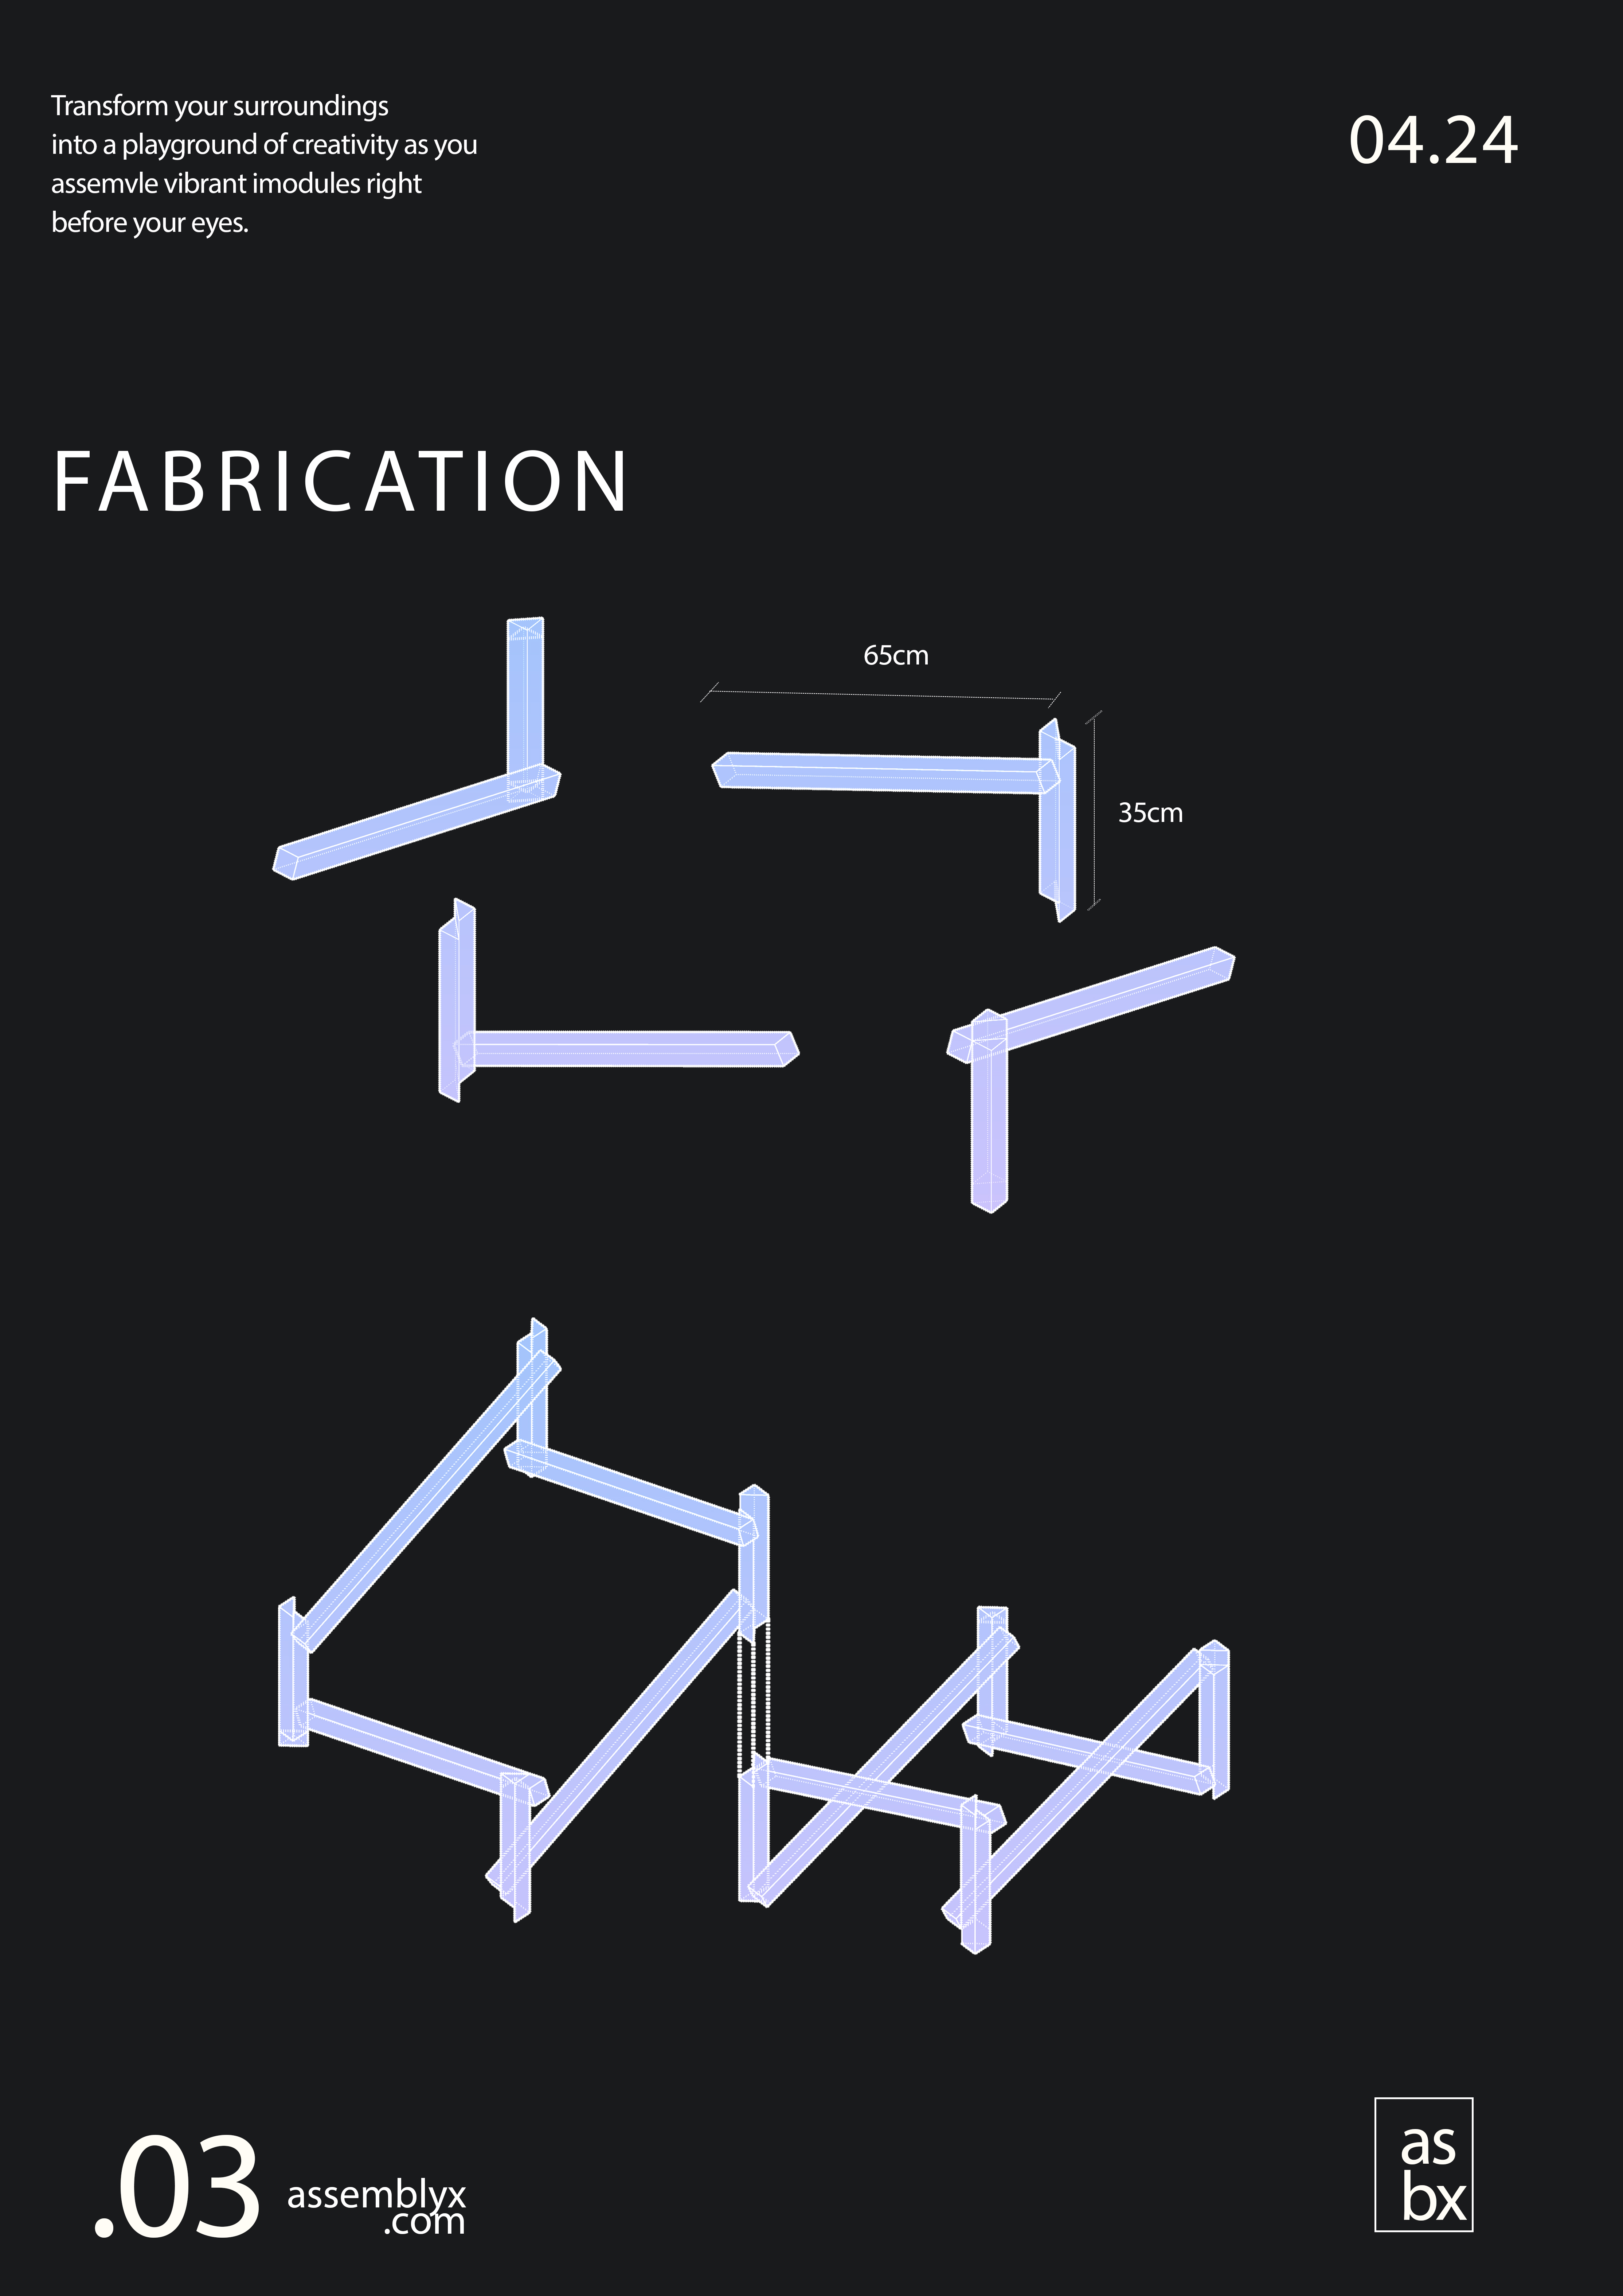 Transform your surroundings
into a playground of creativity as you
assemvle vibrant imodules right
before your eyes.
04.24
FABRICATION
65cm
35cm
.03
assemblyx
.com
as
bx